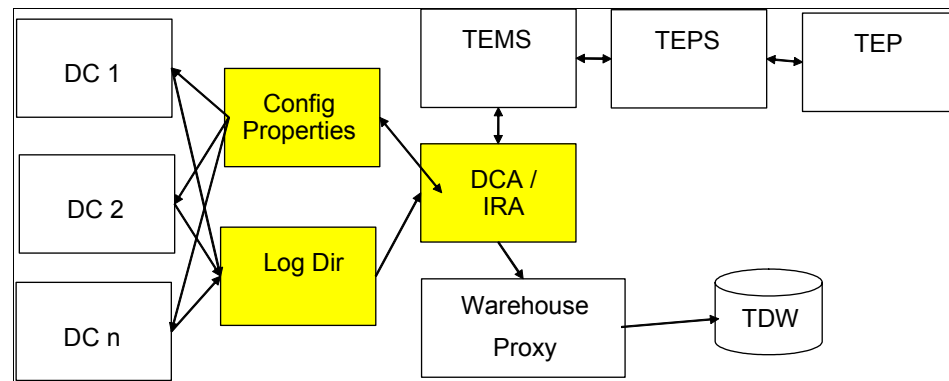 DC 1
DC 2
DC n
Config
Properties
Log Dir
TEMS
TEPS
TEP
DCA /
IRA
Warehouse
Proxy
TDW